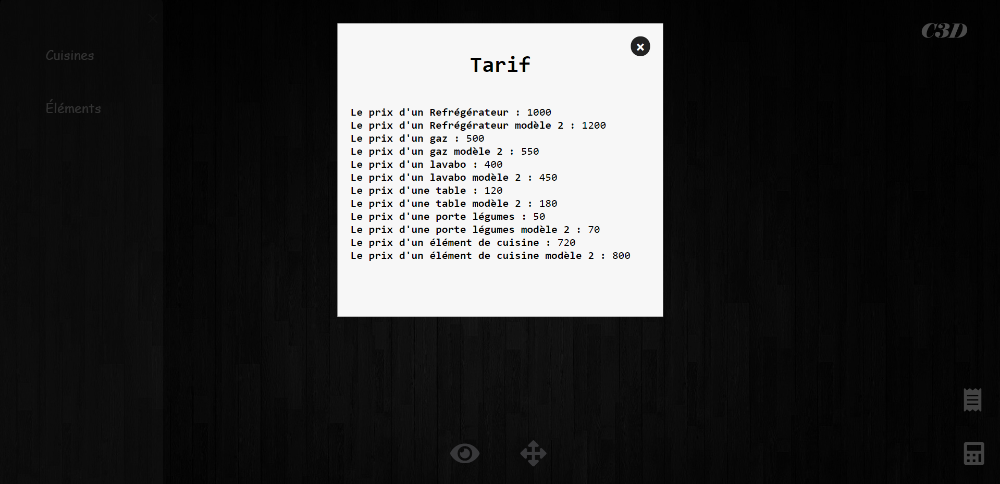 Cuisines
Éléments
C3D
Tarif
Le prix d'un Refrégérateur : 1000
Le prix d'un Refrégérateur modèle 2 : 1200
Le prix d'un gaz : 500
Le prix d'un gaz modèle 2 : 550
Le prix d'un lavabo : 400
Le prix d'un lavabo modèle 2 : 450
Le prix d'une table : 120
Le prix d'une table modèle 2 : 180
Le prix d'une porte légumes : 50
Le prix d'une porte légumes modèle 2 : 70
Le prix d'un élément de cuisine : 720
Le prix d'un élément de cuisine modèle 2 : 800